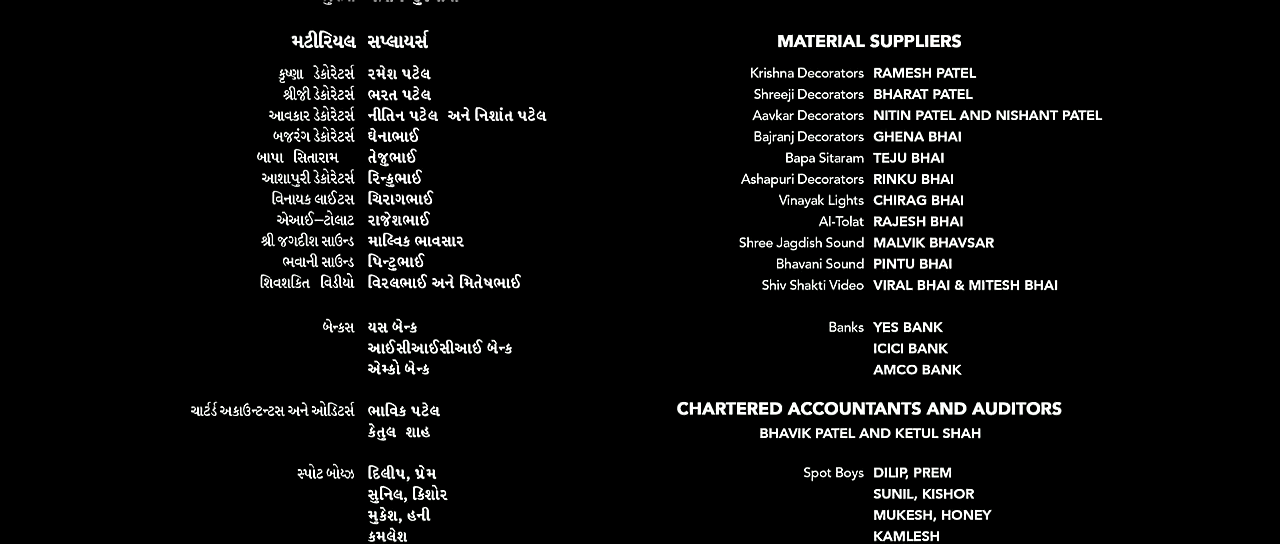 મટીરિયલ સપ્લાયર્સ MATERIAL SUPPLIERS
કૃષ્ણા ડેકોરેટર્સ રમેશ પટેલ Krishna Decorators RAMESH PATEL
શ્રીજી ડેકોરેટર્સ ભરત પટેલ Shreeji Decorators BHARAT PATEL
આવકાર ડેકોરેટર્સ નીતિન પટેલ અને નિશાંત પટેલ Aavkar Decorators NITIN PATEL AND NISHANT PATEL
બજરંગ ડેકોરેટર્સ ઘેનાભાઈ Bajranj Decorators GHENA BHAI
બાપા સિતારામ તેજુભાઈ Bapa Sitaram TEJU BHAI
આશાપુરી ડેકોરેટર્સ રિન્કુભાઈ Ashapuri Decorators RINKU BHAI
વિનાયક લાઈટસ ચિરાગભાઈ Vinayak Lights CHIRAG BHAI
એઆઈ–ટોલાટ રાજેશભાઈ AI-Tolat RAJESH BHAI
શ્રી જગદીશ સાઉન્ડ માલ્વિક ભાવસાર Shree Jagdish Sound MALVIK BHAVSAR
ભવાની સાઉન્ડ પિન્ટુભાઈ Bhavani Sound PINTU BHAI
શિવશકિત વિડીયો વિરલભાઈ અને મિતેષભાઈ Shiv Shakti Video VIRAL BHAI & MITESH BHAI
બેન્કસ યસ બેન્ક Banks YES BANK
આઈસીઆઈસીઆઈ બેન્ક ICICI BANK
એમ્કો બેન્ક AMCO BANK
ચાર્ટર્ડ અકાઉન્ટન્ટસ અને ઓડિટર્સ ભાવિક પટેલ CHARTERED ACCOUNTANTS AND AUDITORS
કેતુલ શાહ BHAVIK PATEL AND KETUL SHAH
સ્પોટ બોય્ઝ દિલીપ, પ્રેમ Spot Boys DILIP, PREM
સુનિલ, કિશોર SUNIL, KISHOR
મુકેશ, હની MUKESH, HONEY
કમલેશ KAMLESH